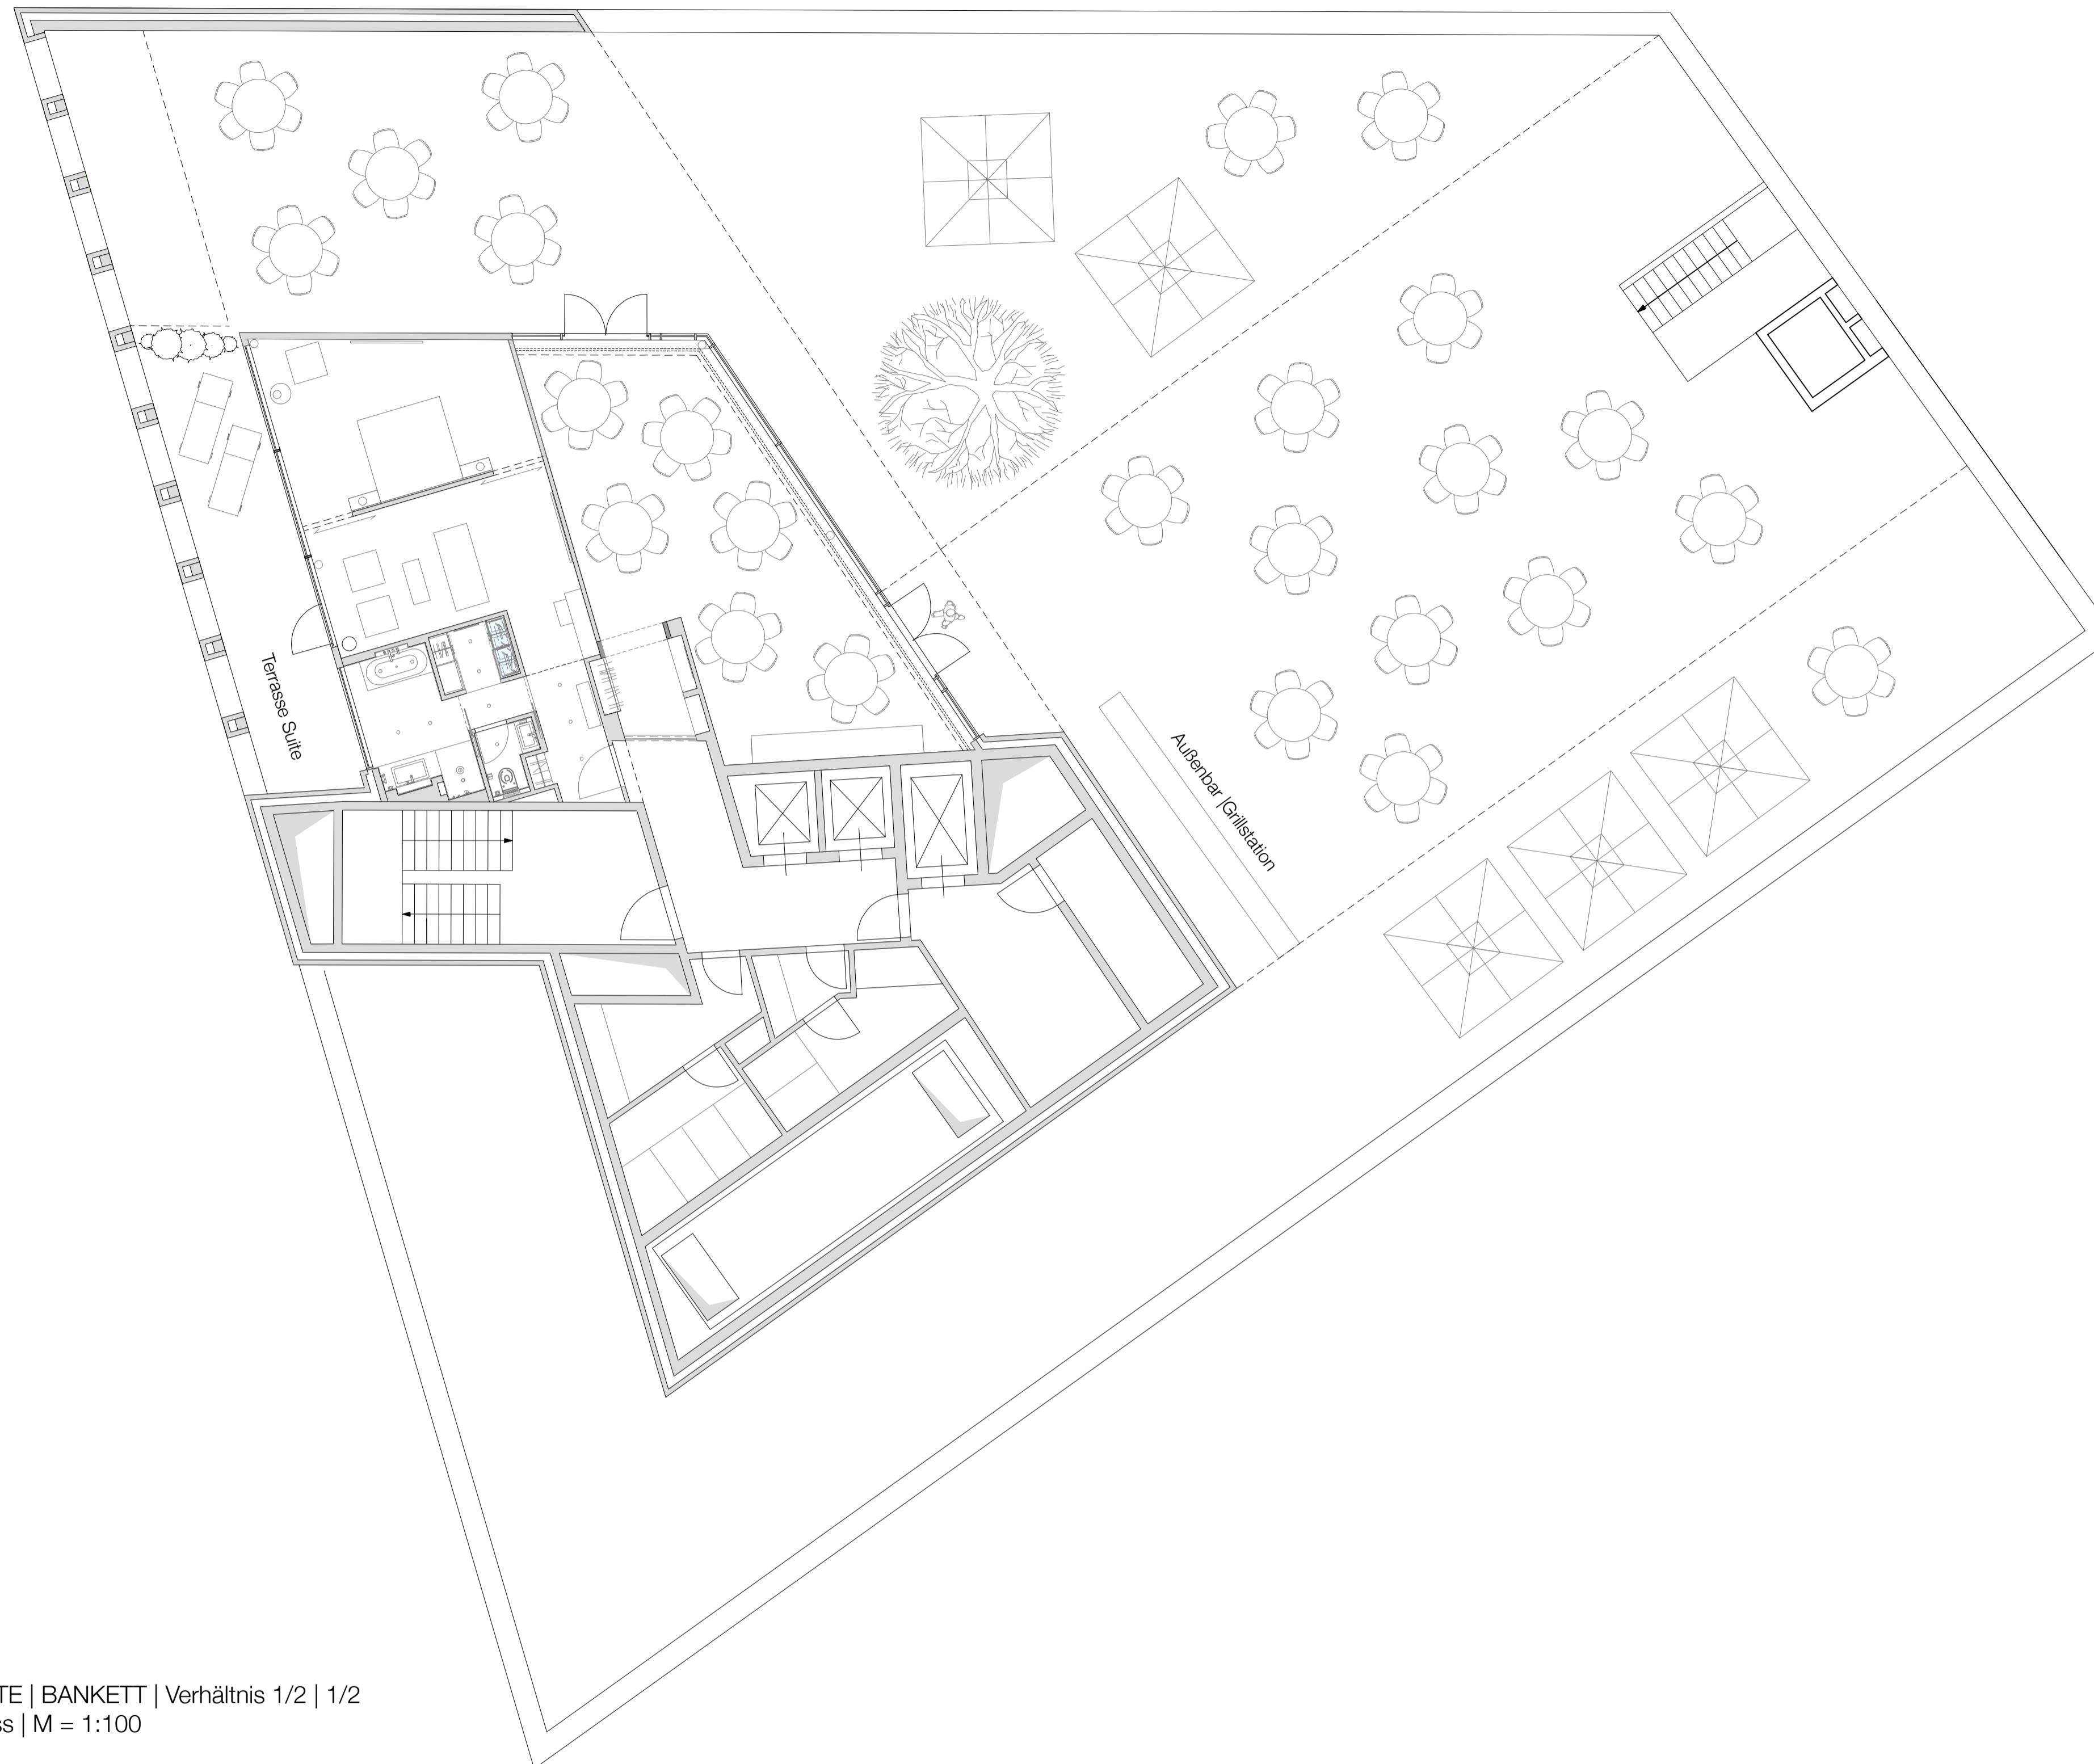 Terrasse Suite
Außenbar |Grillstation
TE | BANKETT | Verhältnis 1/2 | 1/2
ss | M = 1:100